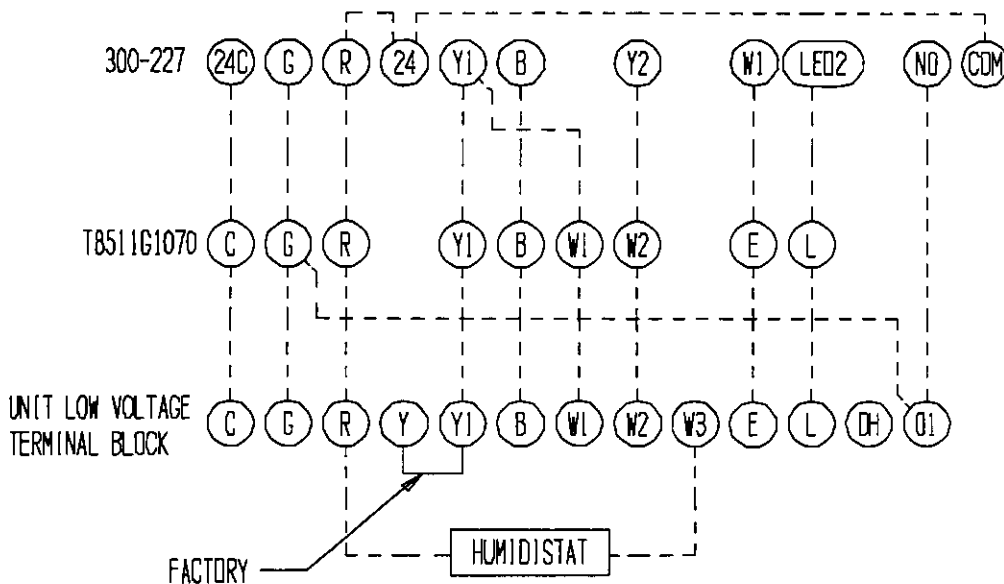 300-227 24C G R 24 Y1 B Y2 W1 LED2 NO COM
T8511G1070 C G R Y1 B W1 W2 E L
UNIT LOW VOLTAGE
TERMINAL BLOCK
C G R Y Y1 B W1 W2 W3 E L DH O1
HUMIDISTAT
FACTORY